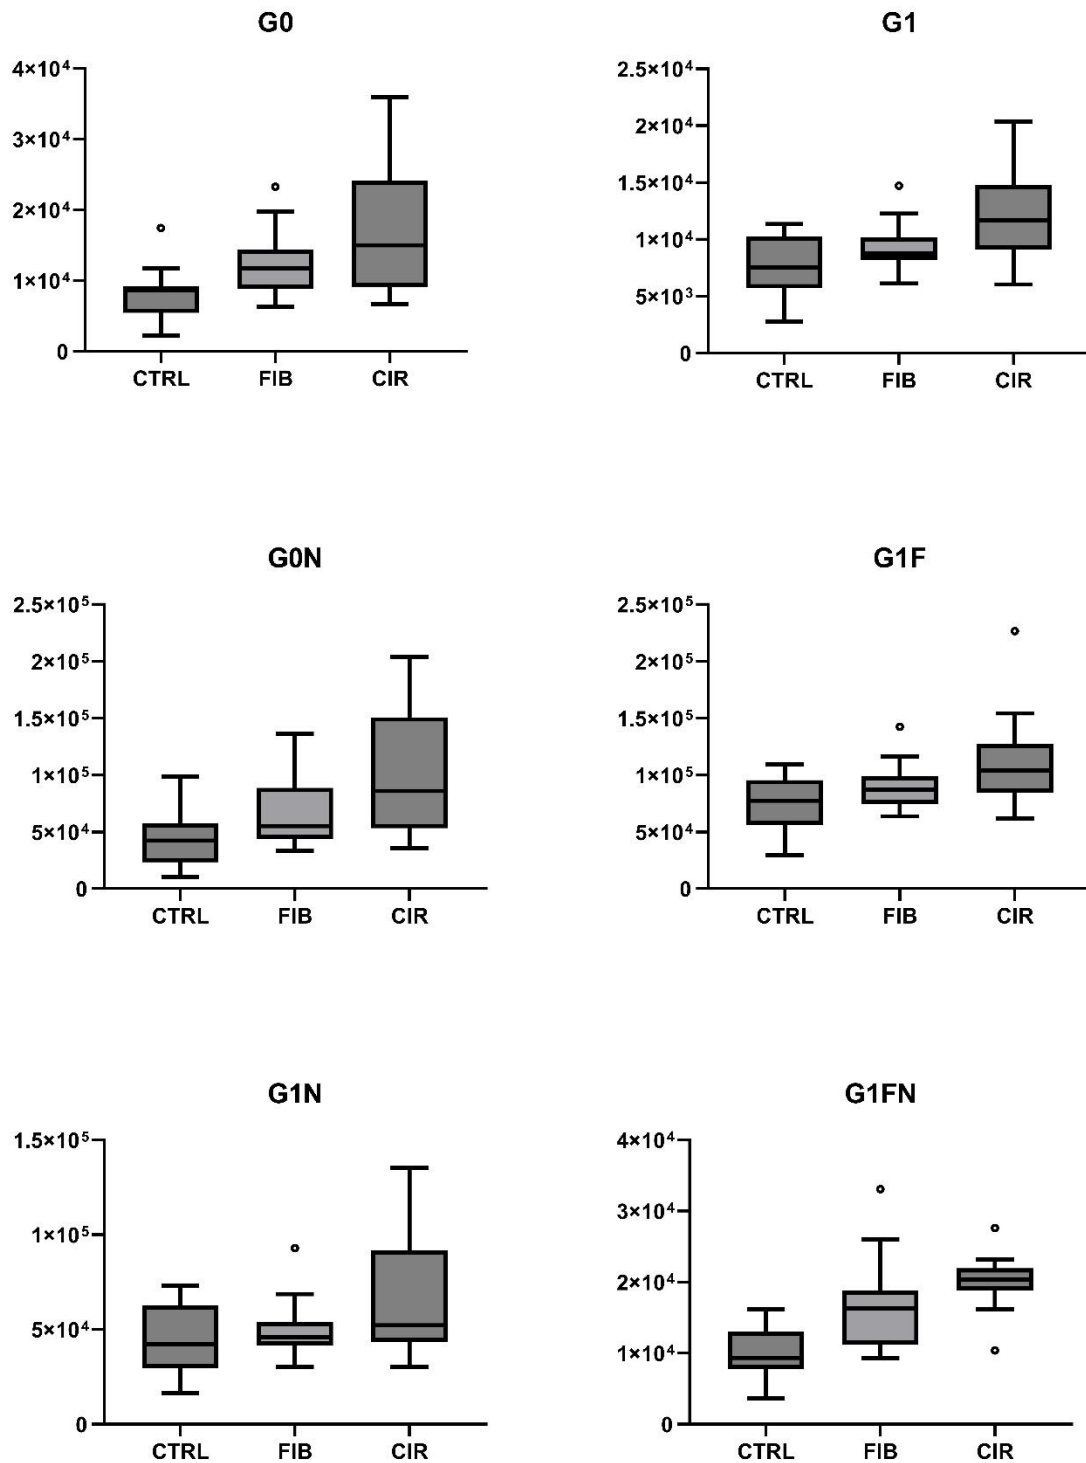 G0
4×10⁴
3×10⁴
2×10⁴
1×10⁴
0
CTRL FIB CIR
G1
2.5×10⁴
2×10⁴
1.5×10⁴
1×10⁴
5×10³
0
CTRL FIB CIR
G0N
2.5×10⁵
2×10⁵
1.5×10⁵
1×10⁵
5×10⁴
0
CTRL FIB CIR
G1F
2.5×10⁵
2×10⁵
1.5×10⁵
1×10⁵
5×10⁴
0
CTRL FIB CIR
G1N
1.5×10⁵
1×10⁵
5×10⁴
0
CTRL FIB CIR
G1FN
4×10⁴
3×10⁴
2×10⁴
1×10⁴
0
CTRL FIB CIR